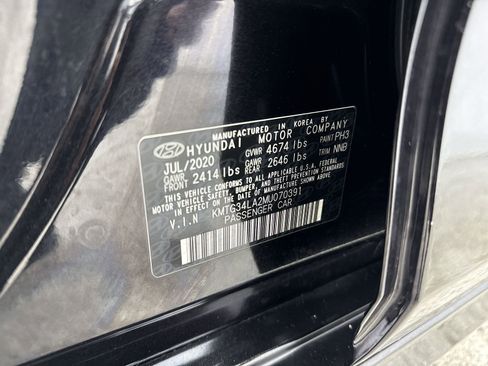 MANUFACTURED IN KOREA BY
HYUNDAI MOTOR COMPANY
JUL/2020 GVWR 4674 lbs PAINT PH3
GAWR FRONT 2414 lbs GAWR REAR 2646 lbs TRIM NNB
THIS VEHICLE CONFORMS TO ALL APPLICABLE U.S.A. FEDERAL
MOTOR VEHICLE SAFETY, BUMPER, AND THEFT PREVENTION STANDARDS
IN EFFECT ON THE DATE OF MANUFACTURE SHOWN ABOVE.
V.I.N KMTG34LA2MU070391
PASSENGER CAR